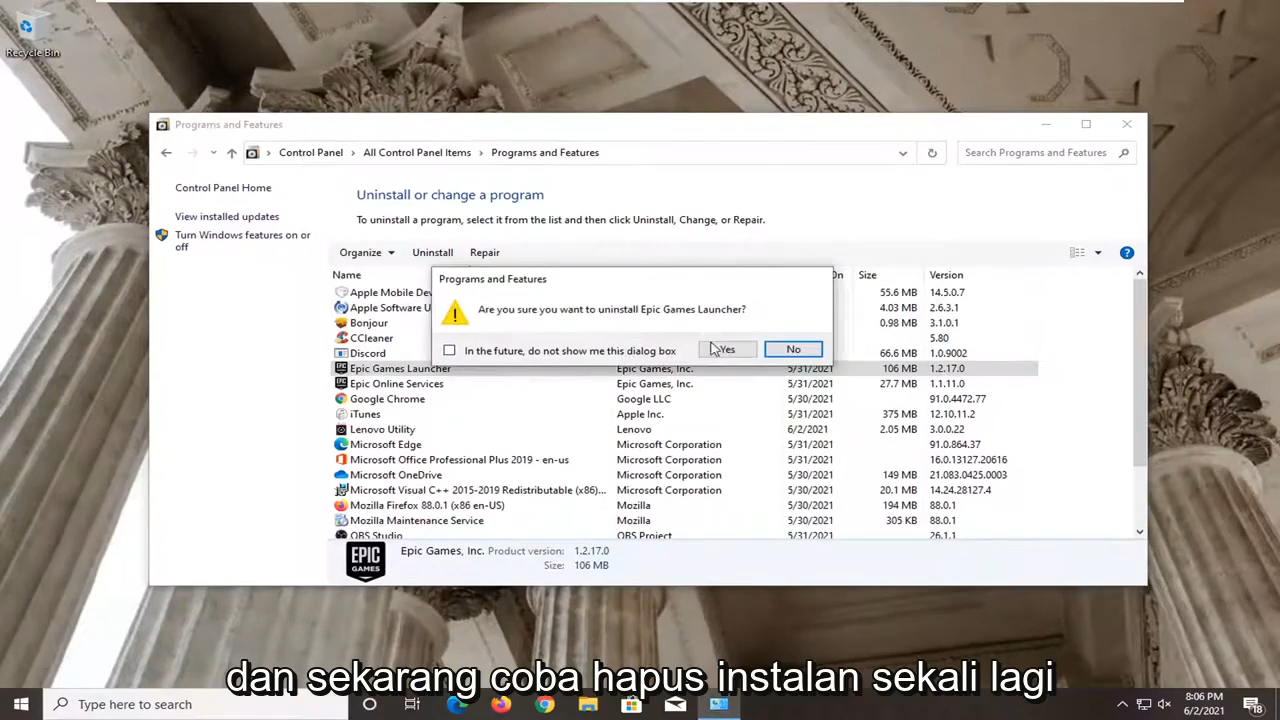 Recycle Bin
Programs and Features
Control Panel > All Control Panel Items > Programs and Features
Search Programs and Features
Control Panel Home
View installed updates
Turn Windows features on or
off
Uninstall or change a program
To uninstall a program, select it from the list and then click Uninstall, Change, or Repair.
Organize Uninstall Repair
Programs and Features
Are you sure you want to uninstall Epic Games Launcher?
In the future, do not show me this dialog box Yes No
Name On Size Version
55.6 MB 14.5.0.7
Apple Software 4.03 MB 2.6.3.1
Bonjour 0.98 MB 3.1.0.1
CCleaner 5.80
Discord 1.0.9002
Epic Games Launcher Epic Games, Inc. 5/31/2021 106 MB 1.2.17.0
Epic Online Services Epic Games, Inc. 5/31/2021 27.7 MB 1.1.11.0
Google Chrome Google LLC 5/31/2021 91.0.4472.77
iTunes Apple Inc. 5/31/2021 375 MB 12.10.11.2
Lenovo Utility Lenovo 6/2/2021 2.05 MB 3.0.0.22
Microsoft Edge Microsoft Corporation 5/31/2021 91.0.864.37
Microsoft Office Professional Plus 2019 - en-us Microsoft Corporation 5/31/2021 16.0.13127.20616
Microsoft OneDrive Microsoft Corporation 5/30/2021 149 MB 21.083.0425.0003
Microsoft Visual C++ 2015-2019 Redistributable (x86)... Microsoft Corporation 5/30/2021 20.1 MB 14.24.28127.4
Mozilla Firefox 88.0.1 (x86 en-US) Mozilla 5/30/2021 194 MB 88.0.1
Mozilla Maintenance Service Mozilla 5/30/2021 305 KB 88.0.1
OBS Studio OBS Project 5/30/2021 26.1.1
EPIC
GAMES
Epic Games, Inc. Product version: 1.2.17.0
Size: 106 MB
dan sekarang coba hapus instalan sekali lagi
Type here to search
8:06 PM
6/2/2021
18